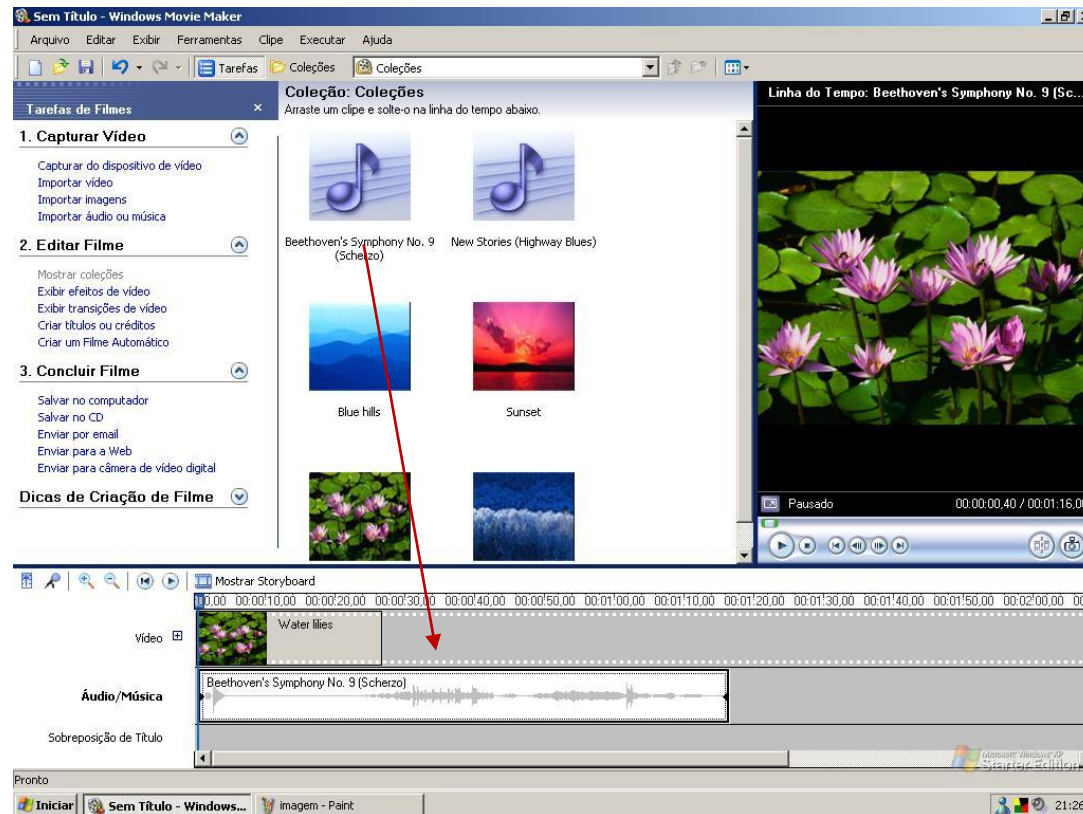 Sem Título - Windows Movie Maker
Arquivo Editar Exibir Ferramentas Clipe Executar Ajuda
Tarefas Coleções Coleções
Tarefas de Filmes
1. Capturar Vídeo
Capturar do dispositivo de vídeo
Importar vídeo
Importar imagens
Importar áudio ou música
2. Editar Filme
Mostrar coleções
Exibir efeitos de vídeo
Exibir transições de vídeo
Criar títulos ou créditos
Criar um Filme Automático
3. Concluir Filme
Salvar no computador
Salvar no CD
Enviar por email
Enviar para a Web
Enviar para câmera de vídeo digital
Dicas de Criação de Filme
Coleção: Coleções
Arraste um clipe e solte-o na linha do tempo abaixo.
Beethoven's Symphony No. 9
(Scherzo)
New Stories (Highway Blues)
Blue hills
Sunset
Linha do Tempo: Beethoven's Symphony No. 9 (Sc...
Pausado 00:00:00,40 / 00:01:16,0
Mostrar Storyboard
0,00 00:00:10,00 00:00:20,00 00:00:30,00 00:00:40,00 00:00:50,00 00:01:00,00 00:01:10,00 00:01:20,00 00:01:30,00 00:01:40,00 00:01:50,00 00:02:00,00 00
Vídeo
Water lilies
Áudio/Música
Beethoven's Symphony No. 9 (Scherzo)
Sobreposição de Título
Microsoft Windows XP
Starter Edition
Pronto
Iniciar Sem Título - Windows... imagem - Paint 21:26